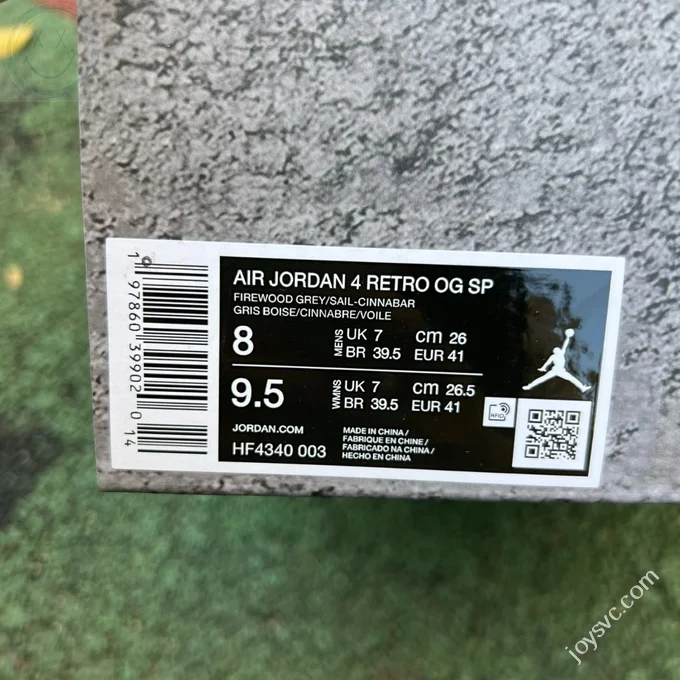 AIR JORDAN 4 RETRO OG SP
FIREWOOD GREY/SAIL-CINNABAR
GRIS BOISE/CINNABRE/VOILE
8 MENS UK 7 CM 26
BR 39.5 EUR 41
9.5 WMNS UK 7 CM 26.5
BR 39.5 EUR 41
RFID
JORDAN.COM
HF4340 003
MADE IN CHINA /
FABRIQUE EN CHINE /
FABRICADO NA CHINA /
HECHO EN CHINA
1 97860 39902 0 14
joysvc.com